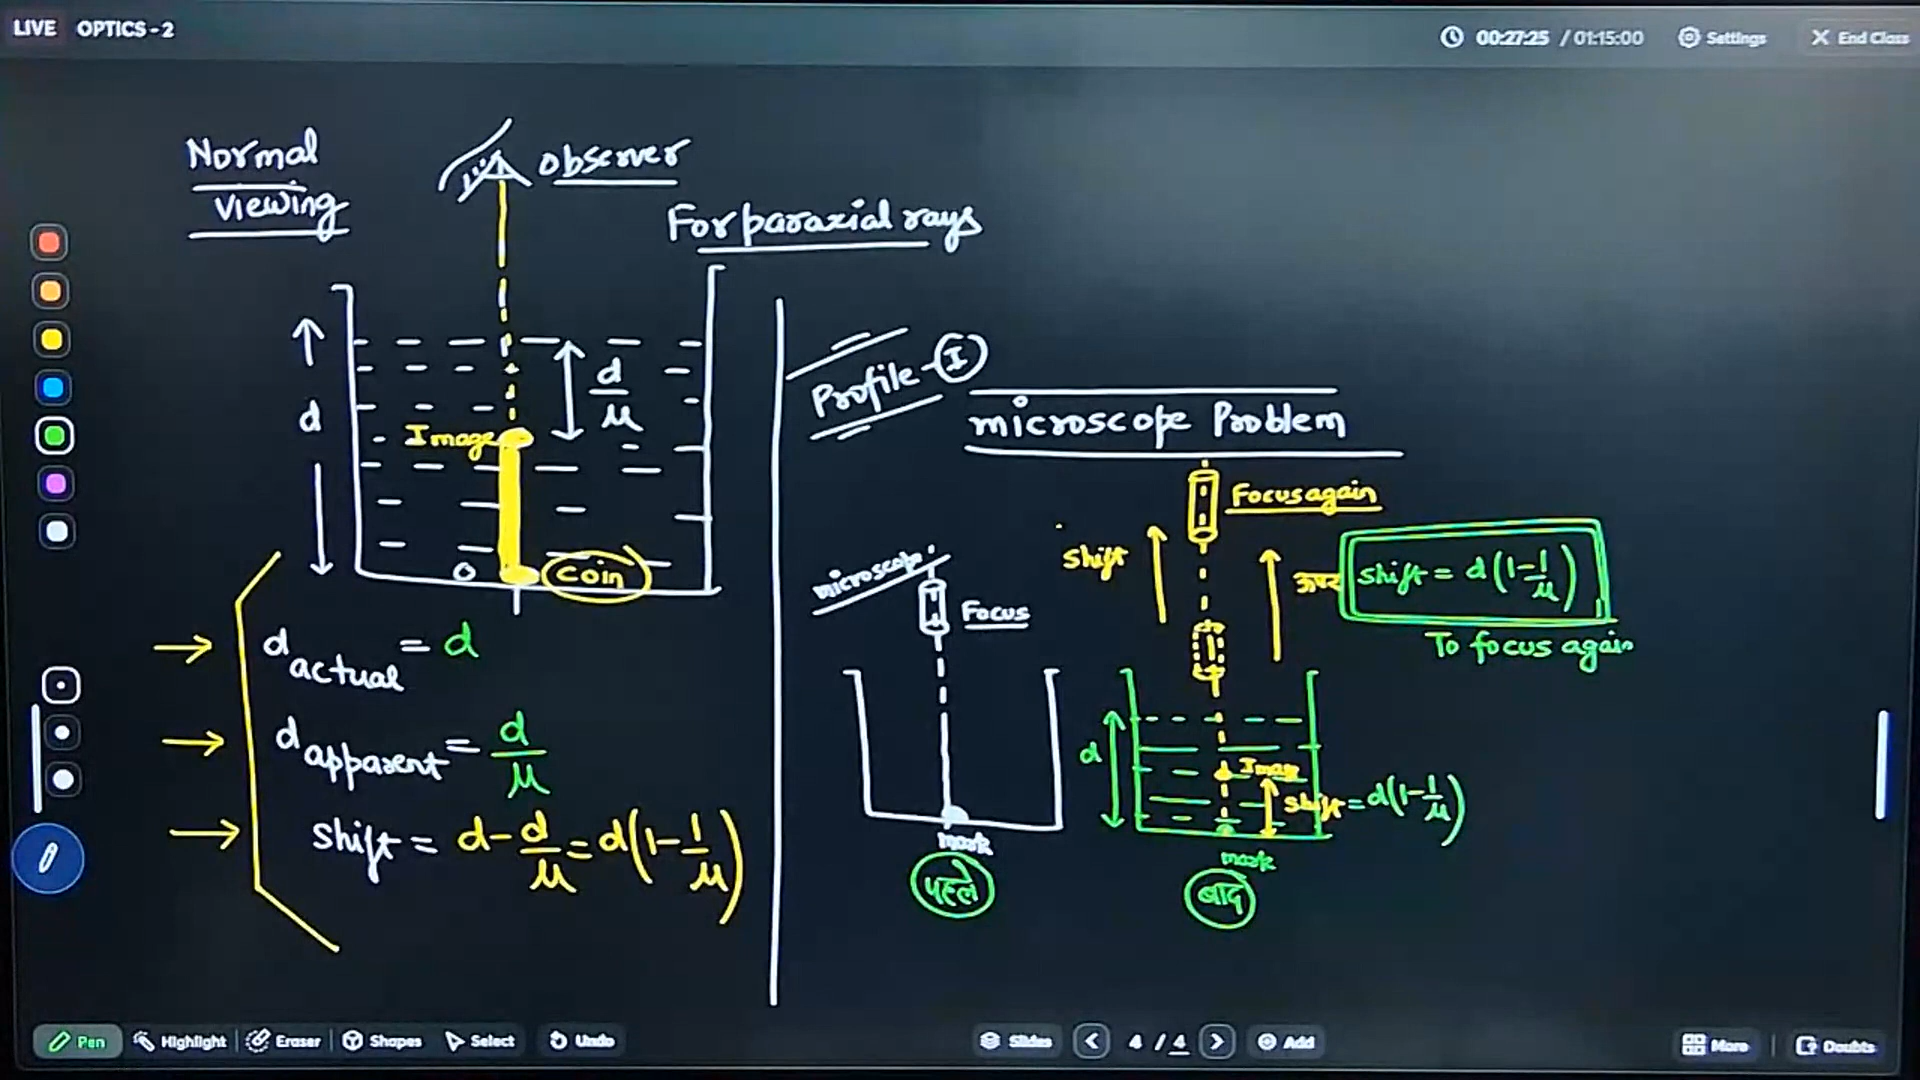 LIVE OPTICS - 2
00:27:25 / 01:15:00 Settings End Class
Normal
Viewing
observer
For paraxial rays
d
d/μ
Image
O
Coin
d actual = d
d apparent = d/μ
shift = d - d/μ = d(1 - 1/μ)
Profile - I
microscope Problem
microscope
Focus
mark
पहले
Focus again
shift
ऊपर
shift = d(1 - 1/μ)
To focus again
d
Image
shift = d(1 - 1/μ)
mark
बाद
Pen Highlight Eraser Shapes Select Undo
Slides 4 / 4 Add
More Doubts